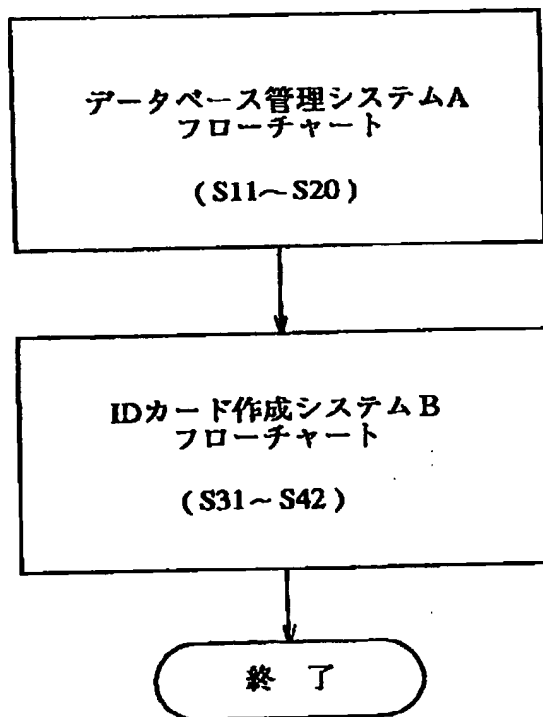 データベース管理システムA
フローチャート
(S11～S20)
IDカード作成システムB
フローチャート
(S31～S42)
終 了